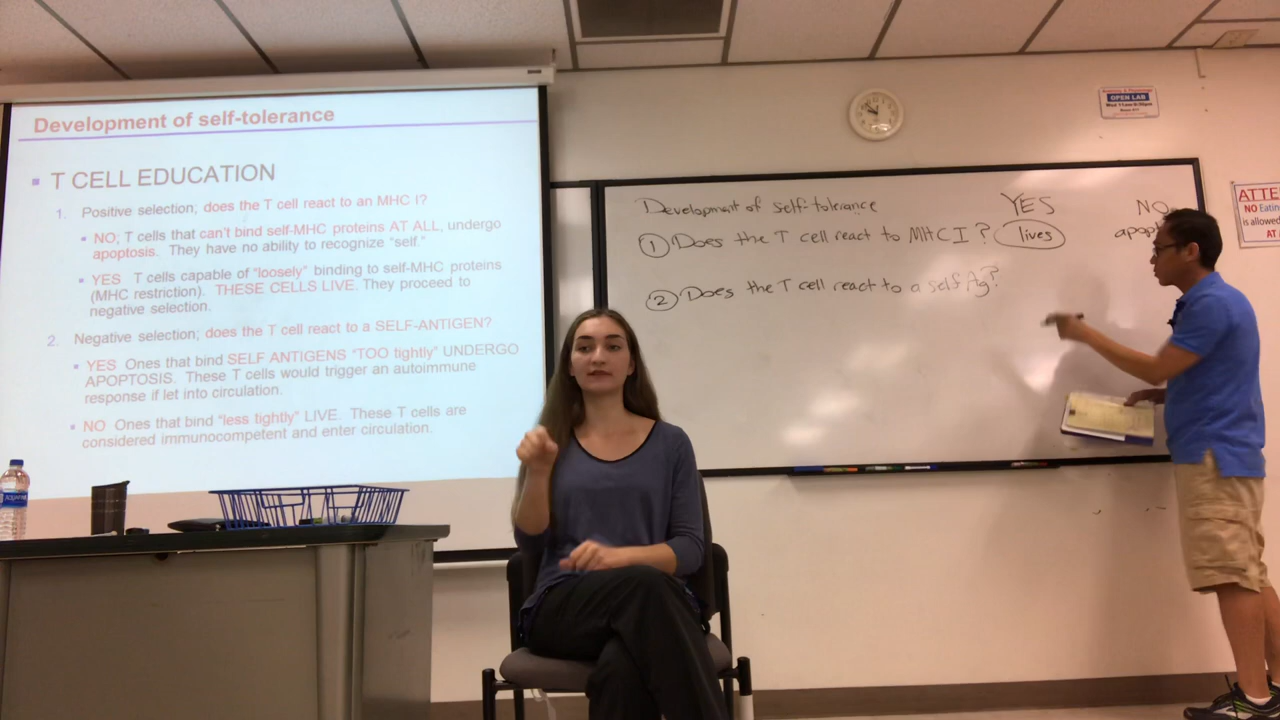 Development of self-tolerance
T CELL EDUCATION
1. Positive selection; does the T cell react to an MHC I?
NO; T cells that can't bind self-MHC proteins AT ALL, undergo
apoptosis. They have no ability to recognize "self."
YES T cells capable of "loosely" binding to self-MHC proteins
(MHC restriction). THESE CELLS LIVE. They proceed to
negative selection.
2. Negative selection; does the T cell react to a SELF-ANTIGEN?
YES Ones that bind SELF ANTIGENS "TOO tightly" UNDERGO
APOPTOSIS. These T cells would trigger an autoimmune
response if let into circulation.
NO Ones that bind "less tightly" LIVE. These T cells are
considered immunocompetent and enter circulation.
Development of self-tolerance YES NO
1 Does the T cell react to MHC I? lives apopt
2 Does the T cell react to a self Ag?
OPEN LAB
ATTE
NO Eatin
is allowed
AT